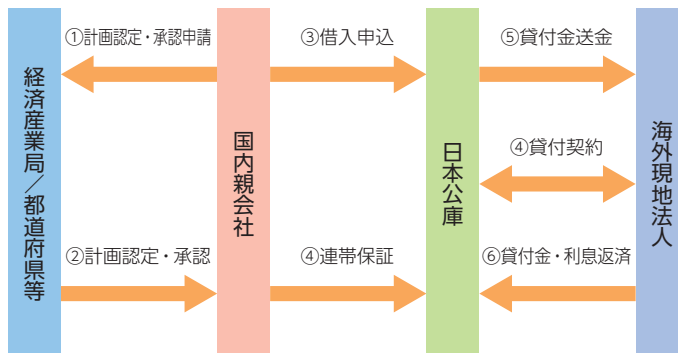 ①計画認定・承認申請
③借入申込
⑤貸付金送金
経済産業局／都道府県等
国内親会社
日本公庫
海外現地法人
④貸付契約
②計画認定・承認
④連帯保証
⑥貸付金・利息返済